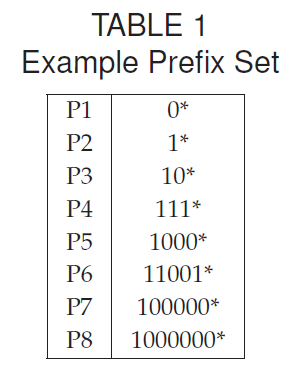 TABLE 1
Example Prefix Set
P1 0*
P2 1*
P3 10*
P4 111*
P5 1000*
P6 11001*
P7 100000*
P8 1000000*